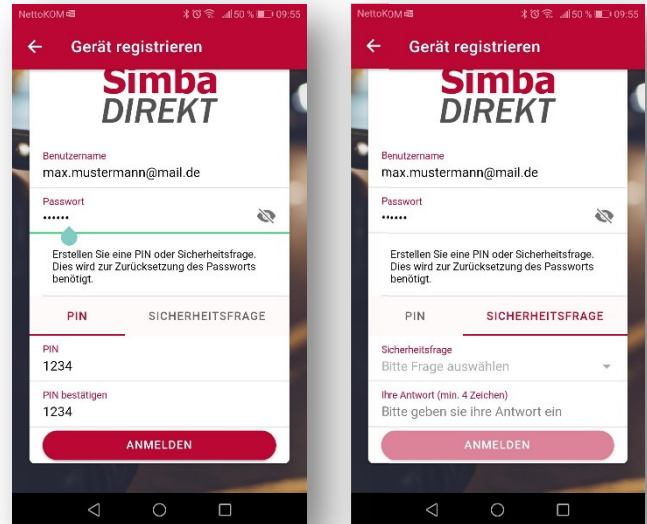 NettoKOM 50 % 09:55
Gerät registrieren
Simba
DIREKT
Benutzername
max.mustermann@mail.de
Passwort
••••••
Erstellen Sie eine PIN oder Sicherheitsfrage.
Dies wird zur Zurücksetzung des Passworts
benötigt.
PIN SICHERHEITSFRAGE
PIN
1234
PIN bestätigen
1234
ANMELDEN
NettoKOM 50 % 09:55
Gerät registrieren
Simba
DIREKT
Benutzername
max.mustermann@mail.de
Passwort
••••••
Erstellen Sie eine PIN oder Sicherheitsfrage.
Dies wird zur Zurücksetzung des Passworts
benötigt.
PIN SICHERHEITSFRAGE
Sicherheitsfrage
Bitte Frage auswählen
Ihre Antwort (min. 4 Zeichen)
Bitte geben sie ihre Antwort ein
ANMELDEN